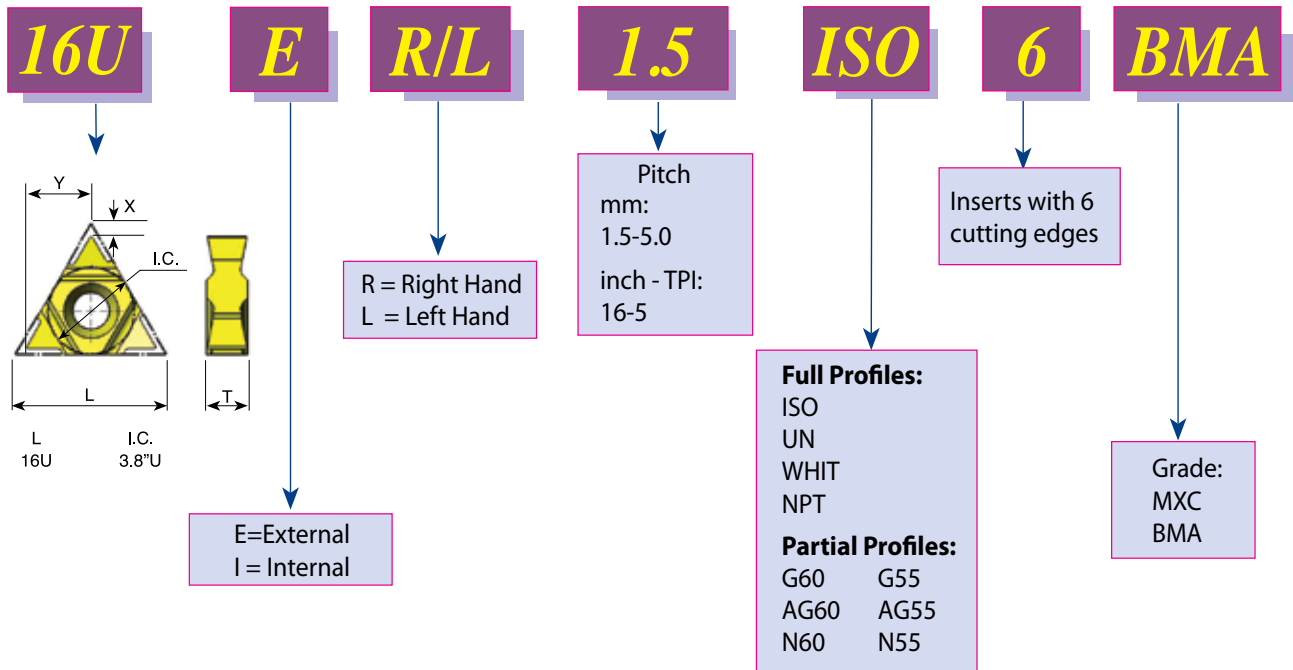 16U E R/L 1.5 ISO 6 BMA
Y
X
I.C.
L
T
L I.C.
16U 3.8”U
E=External
I = Internal
R = Right Hand
L = Left Hand
Pitch
mm:
1.5-5.0
inch - TPI:
16-5
Full Profiles:
ISO
UN
WHIT
NPT
Partial Profiles:
G60 G55
AG60 AG55
N60 N55
Inserts with 6
cutting edges
Grade:
MXC
BMA